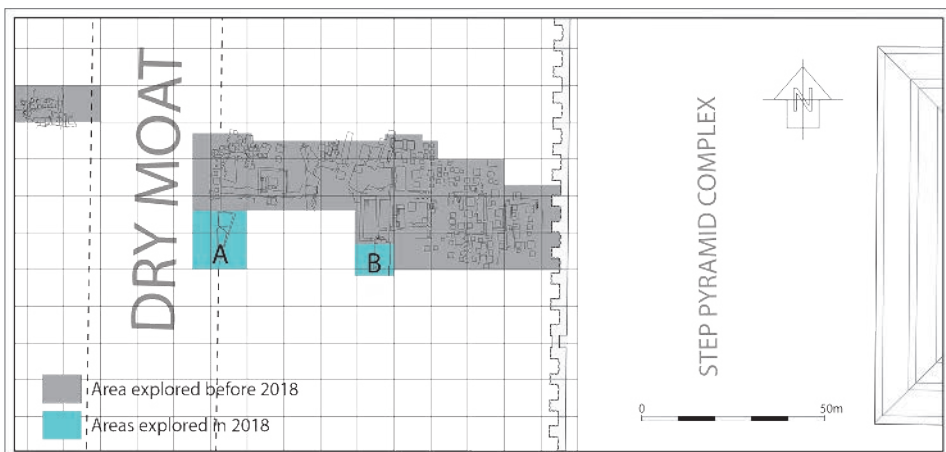 DRY MOAT
A
B
STEP PYRAMID COMPLEX
N
Area explored before 2018
Areas explored in 2018
0 50m